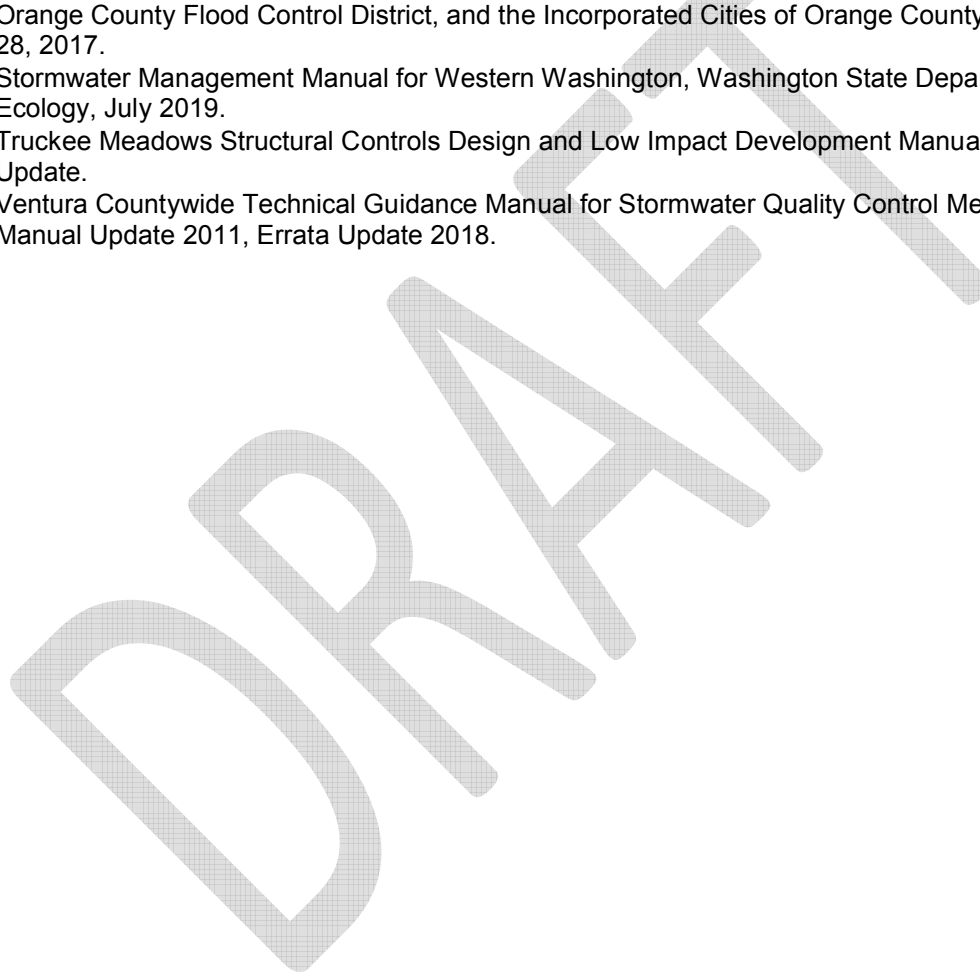 Orange County Flood Control District, and the Incorporated Cities of Orange County
28, 2017.
Stormwater Management Manual for Western Washington, Washington State Depa
Ecology, July 2019.
Truckee Meadows Structural Controls Design and Low Impact Development Manua
Update.
Ventura Countywide Technical Guidance Manual for Stormwater Quality Control Me
Manual Update 2011, Errata Update 2018.
DRAFT